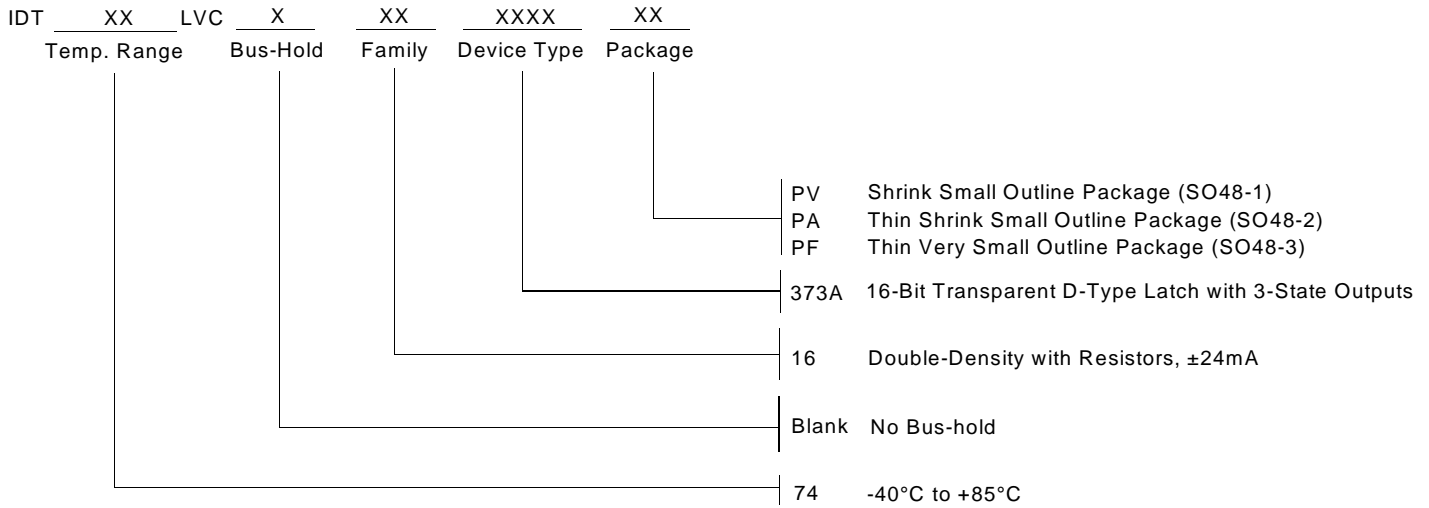 IDT XX LVC X XX XXXX XX
Temp. Range Bus-Hold Family Device Type Package
PV Shrink Small Outline Package (SO48-1)
PA Thin Shrink Small Outline Package (SO48-2)
PF Thin Very Small Outline Package (SO48-3)
373A 16-Bit Transparent D-Type Latch with 3-State Outputs
16 Double-Density with Resistors, ±24mA
Blank No Bus-hold
74 -40°C to +85°C